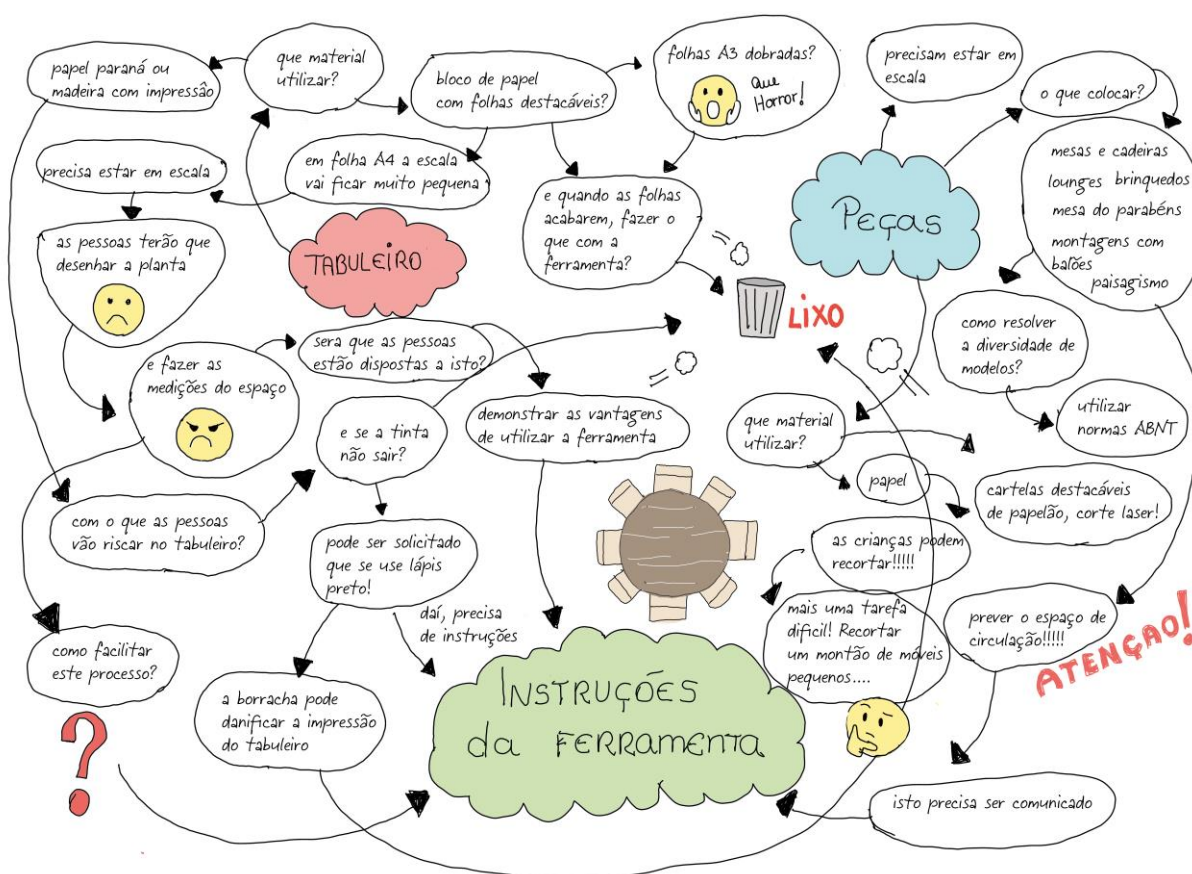 papel paraná ou
madeira com impressão
que material
utilizar?
bloco de papel
com folhas destacáveis?
folhas A3 dobradas?
Que
Horror!
precisam estar em
escala
o que colocar?
precisa estar em escala
em folha A4 a escala
vai ficar muito pequena
e quando as folhas
acabarem, fazer o
que com a
ferramenta?
PEÇAS
mesas e cadeiras
lounges brinquedos
mesa do parabéns
montagens com
balões
paisagismo
as pessoas terão que
desenhar a planta
TABULEIRO
LIXO
como resolver
a diversidade de
modelos?
sera que as pessoas
estão dispostas a isto?
e fazer as
medições do espaço
e se a tinta
não sair?
demonstrar as vantagens
de utilizar a ferramenta
que material
utilizar?
utilizar
normas ABNT
papel
cartelas destacáveis
de papelão, corte laser!
com o que as pessoas
vão riscar no tabuleiro?
pode ser solicitado
que se use lápis
preto!
as crianças podem
recortar!!!!!
daí, precisa
de instruções
mais uma tarefa
dificil! Recortar
um montão de móveis
pequenos....
prever o espaço de
circulação!!!!!
ATENÇAO!
como facilitar
este processo?
?
a borracha pode
danificar a impressão
do tabuleiro
INSTRUÇÕES
da FERRAMENTA
isto precisa ser comunicado